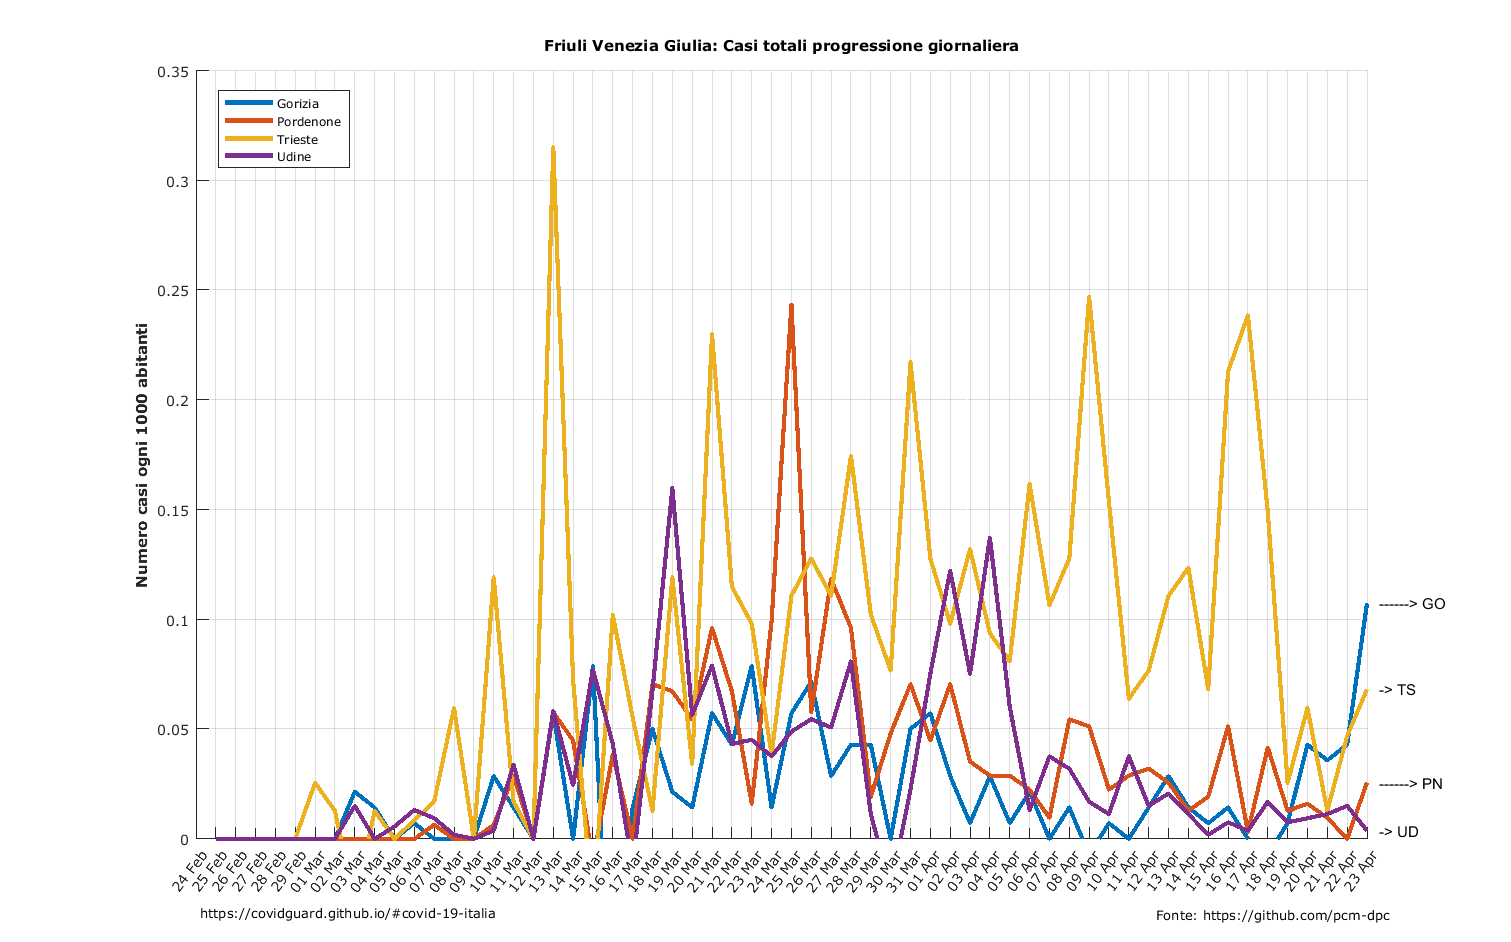 Friuli Venezia Giulia: Casi totali progressione giornaliera
0.35
0.3
0.25
0.2
0.15
0.1
0.05
0
Numero casi ogni 1000 abitanti
Gorizia
Pordenone
Trieste
Udine
------> GO
-> TS
------> PN
-> UD
24 Feb
25 Feb
26 Feb
27 Feb
28 Feb
29 Feb
01 Mar
02 Mar
03 Mar
04 Mar
05 Mar
06 Mar
07 Mar
08 Mar
09 Mar
10 Mar
11 Mar
12 Mar
13 Mar
14 Mar
15 Mar
16 Mar
17 Mar
18 Mar
19 Mar
20 Mar
21 Mar
22 Mar
23 Mar
24 Mar
25 Mar
26 Mar
27 Mar
28 Mar
29 Mar
30 Mar
31 Mar
01 Apr
02 Apr
03 Apr
04 Apr
05 Apr
06 Apr
07 Apr
08 Apr
09 Apr
10 Apr
11 Apr
12 Apr
13 Apr
14 Apr
15 Apr
16 Apr
17 Apr
18 Apr
19 Apr
20 Apr
21 Apr
22 Apr
23 Apr
https://covidguard.github.io/#covid-19-italia
Fonte: https://github.com/pcm-dpc